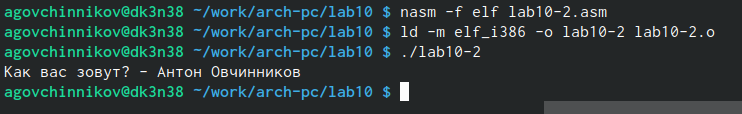 agovchinnikov@dk3n38 ~/work/arch-pc/lab10 $ nasm -f elf lab10-2.asm
agovchinnikov@dk3n38 ~/work/arch-pc/lab10 $ ld -m elf_i386 -o lab10-2 lab10-2.o
agovchinnikov@dk3n38 ~/work/arch-pc/lab10 $ ./lab10-2
Как вас зовут? - Антон Овчинников
agovchinnikov@dk3n38 ~/work/arch-pc/lab10 $